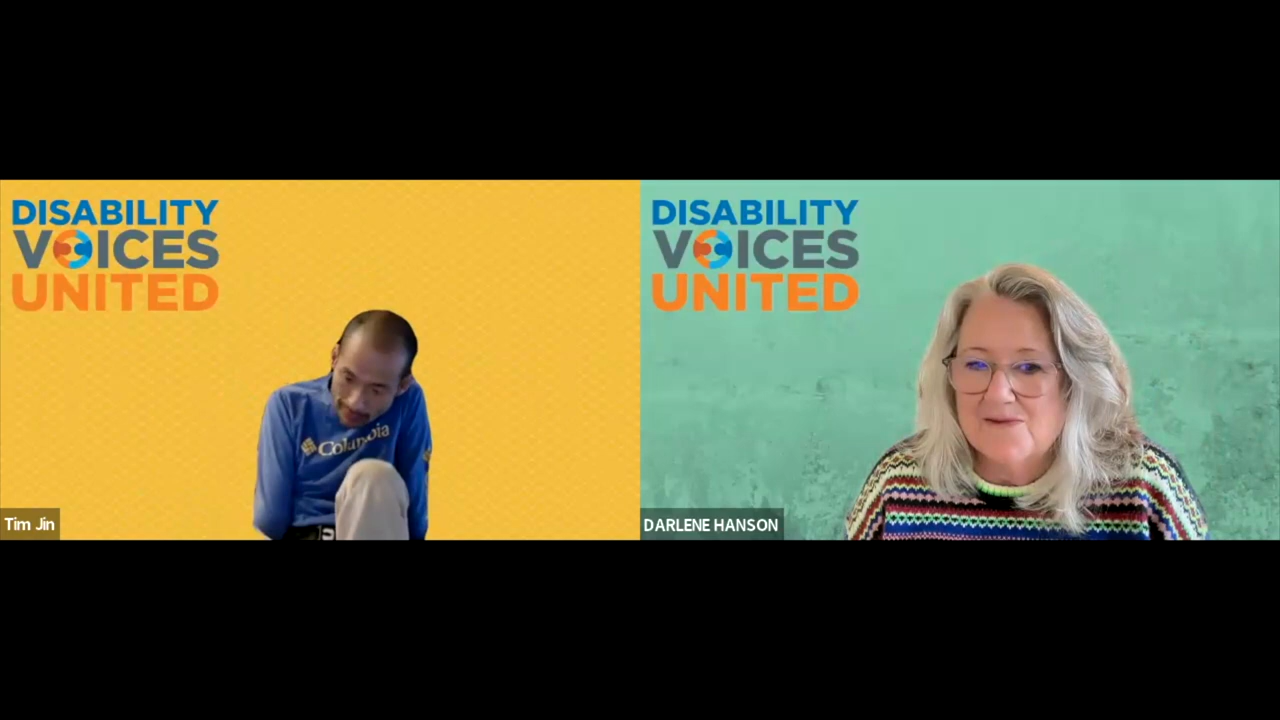 DISABILITY
VOICES
UNITED
Columbia
Tim Jin
DISABILITY
VOICES
UNITED
DARLENE HANSON